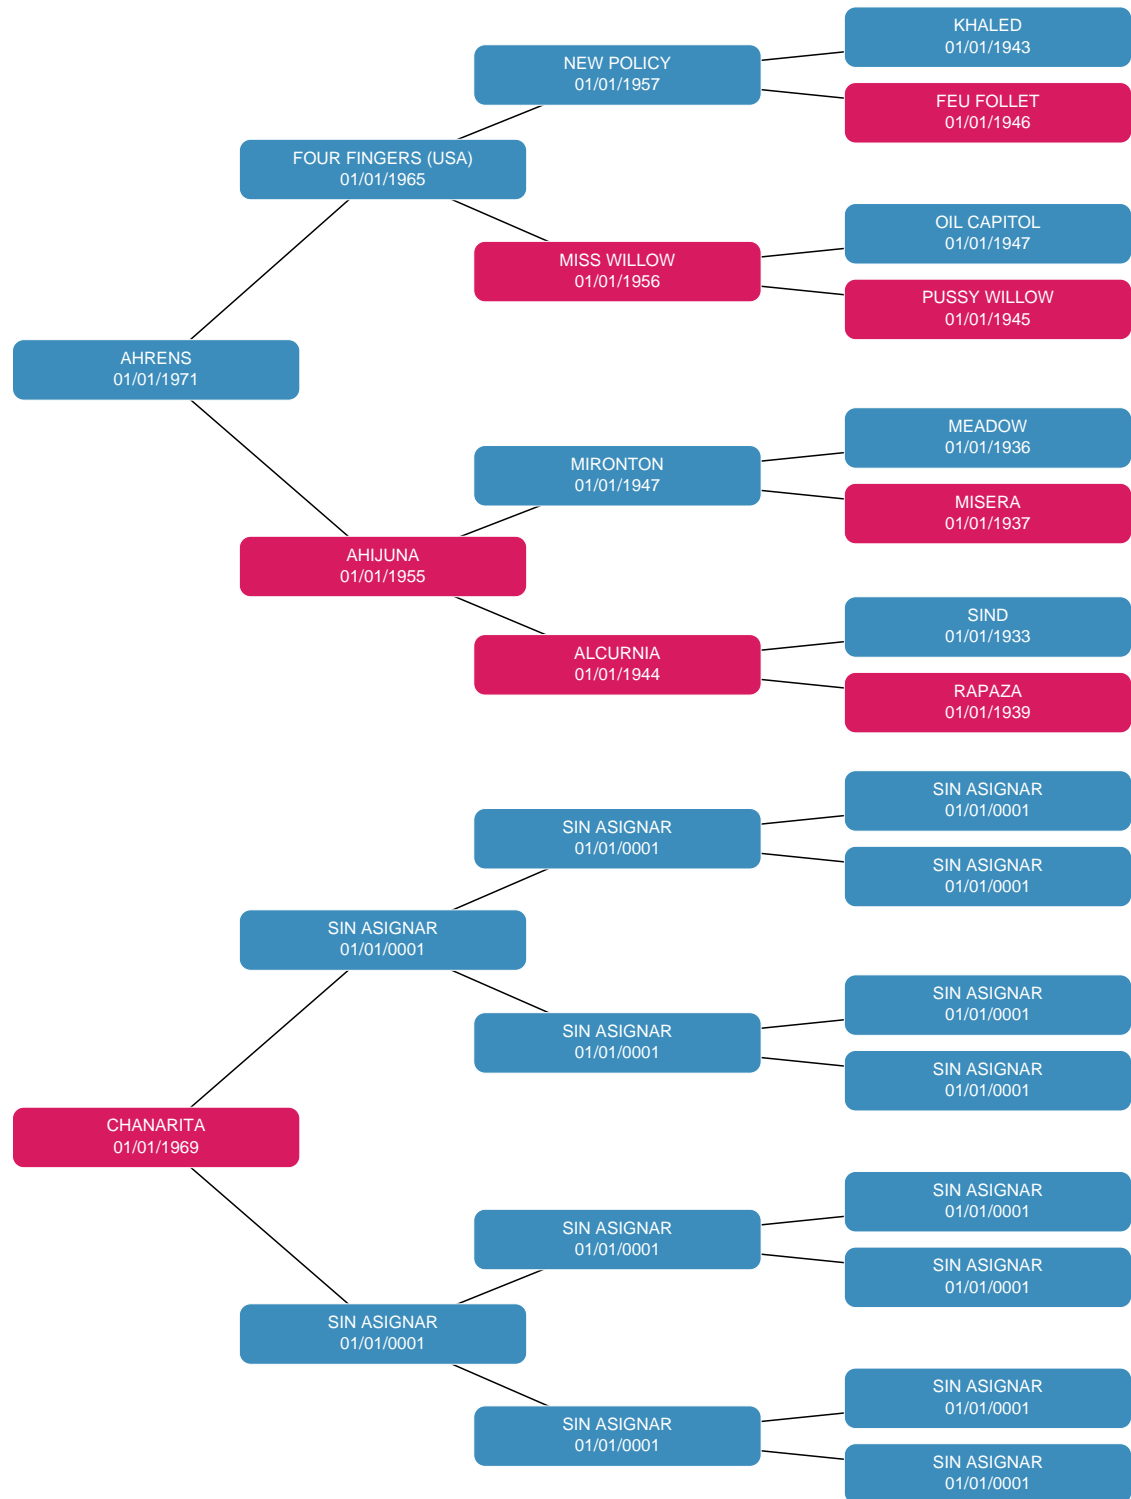 KHALED
01/01/1943
NEW POLICY
01/01/1957
FEU FOLLET
01/01/1946
FOUR FINGERS (USA)
01/01/1965
OIL CAPITOL
01/01/1947
MISS WILLOW
01/01/1956
PUSSY WILLOW
01/01/1945
AHRENS
01/01/1971
MEADOW
01/01/1936
MIRONTON
01/01/1947
MISERA
01/01/1937
AHIJUNA
01/01/1955
SIND
01/01/1933
ALCURNIA
01/01/1944
RAPAZA
01/01/1939
SIN ASIGNAR
01/01/0001
SIN ASIGNAR
01/01/0001
SIN ASIGNAR
01/01/0001
SIN ASIGNAR
01/01/0001
SIN ASIGNAR
01/01/0001
SIN ASIGNAR
01/01/0001
SIN ASIGNAR
01/01/0001
CHANARITA
01/01/1969
SIN ASIGNAR
01/01/0001
SIN ASIGNAR
01/01/0001
SIN ASIGNAR
01/01/0001
SIN ASIGNAR
01/01/0001
SIN ASIGNAR
01/01/0001
SIN ASIGNAR
01/01/0001
SIN ASIGNAR
01/01/0001